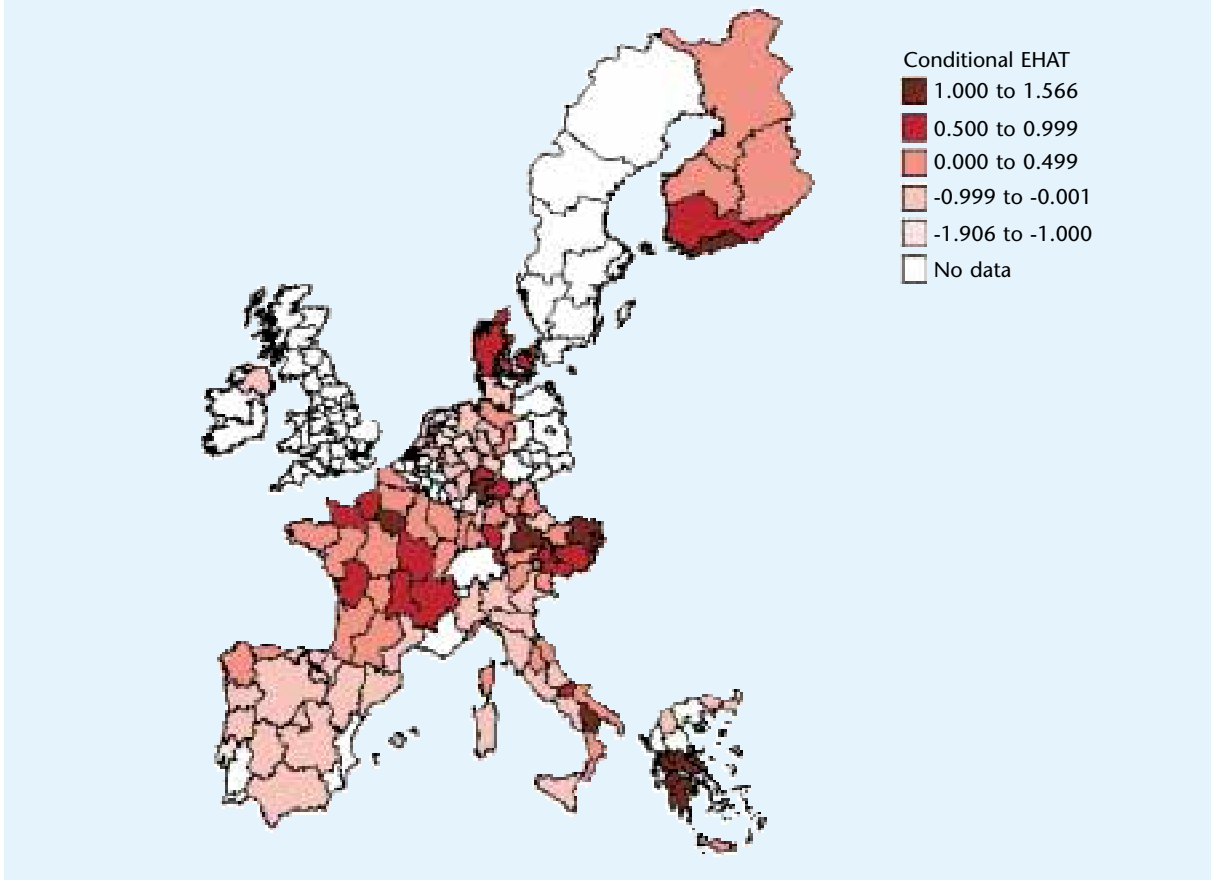 Conditional EHAT
1.000 to 1.566
0.500 to 0.999
0.000 to 0.499
-0.999 to -0.001
-1.906 to -1.000
No data